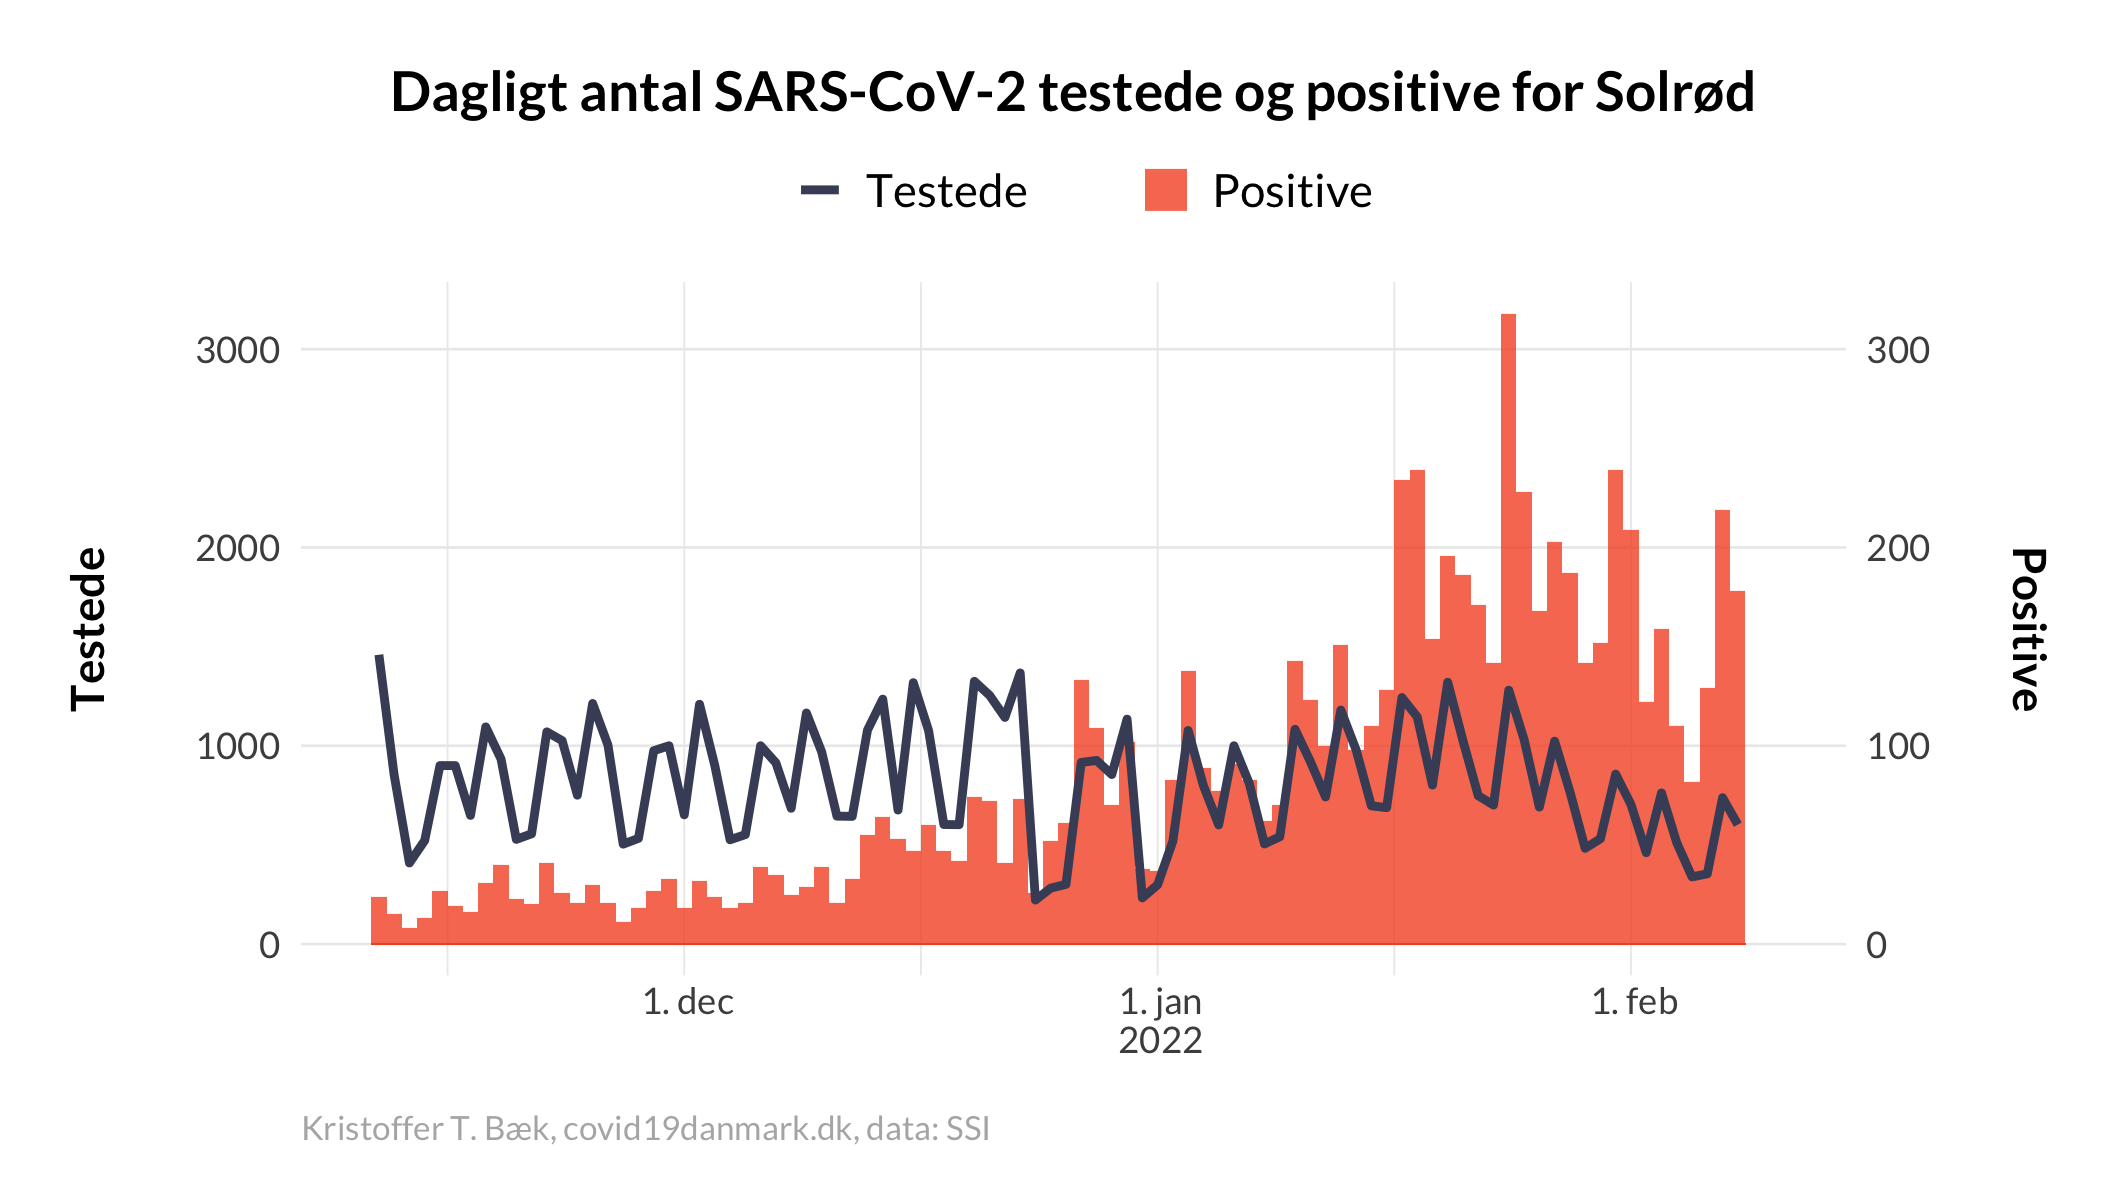 Dagligt antal SARS-CoV-2 testede og positive for Solrød
Testede
Positive
3000
2000
1000
0
300
200
100
0
Testede
Positive
1. dec
1. jan
2022
1. feb
Kristoffer T. Bæk, covid19danmark.dk, data: SSI